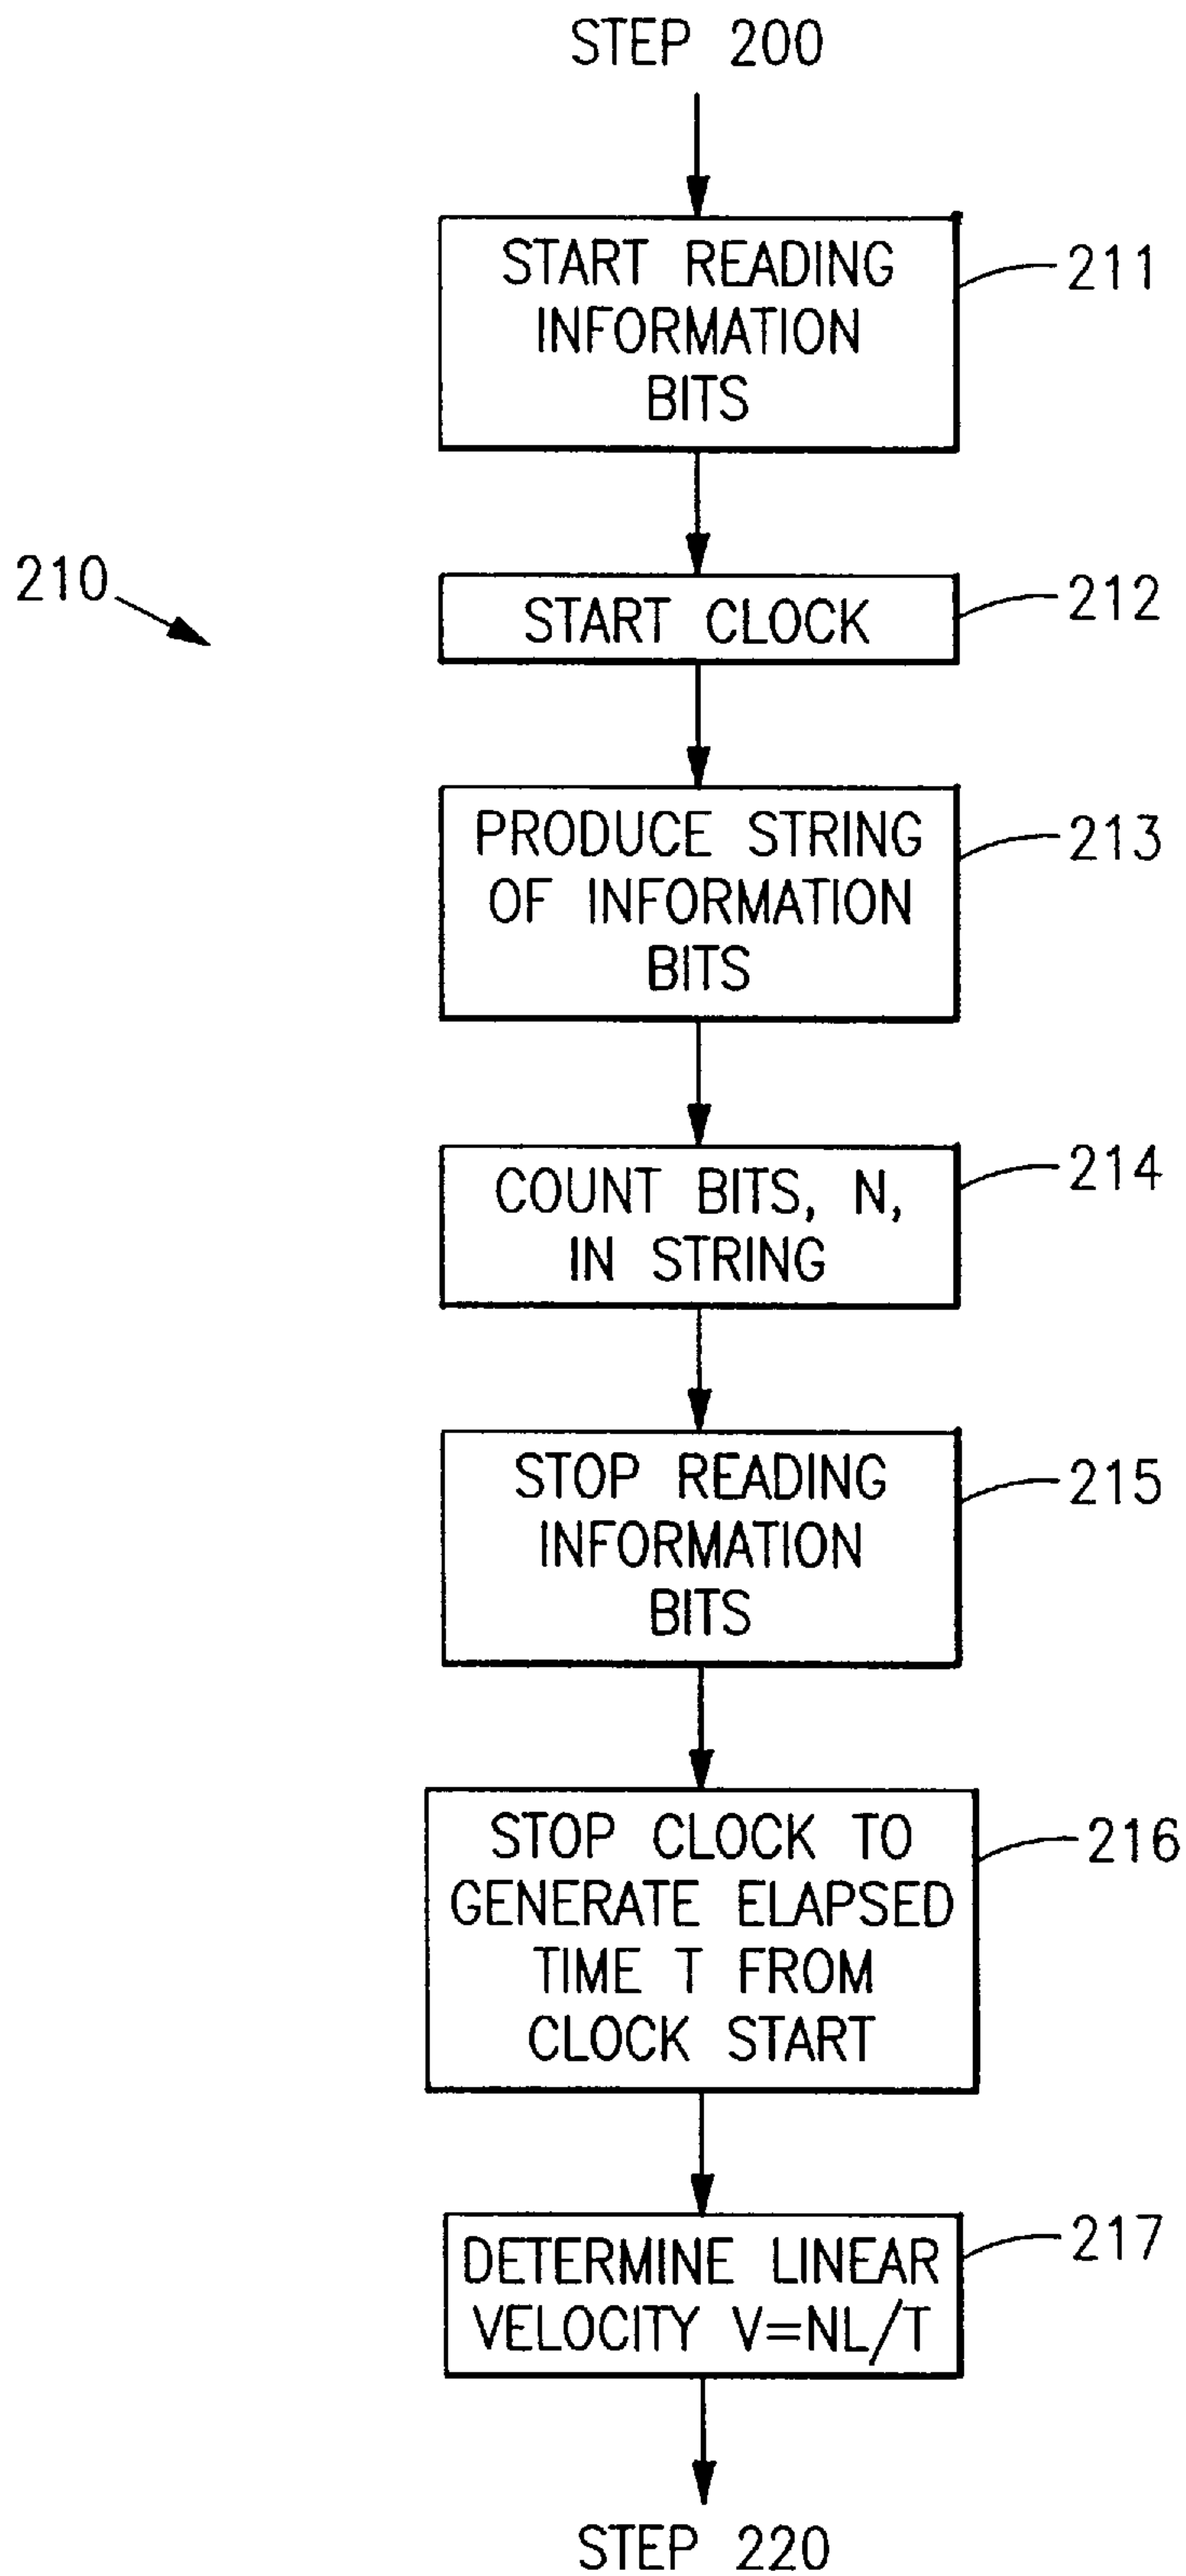 STEP 200
START READING
INFORMATION
BITS
211
210
START CLOCK
212
PRODUCE STRING
OF INFORMATION
BITS
213
COUNT BITS, N,
IN STRING
214
STOP READING
INFORMATION
BITS
215
STOP CLOCK TO
GENERATE ELAPSED
TIME T FROM
CLOCK START
216
DETERMINE LINEAR
VELOCITY V=NL/T
217
STEP 220